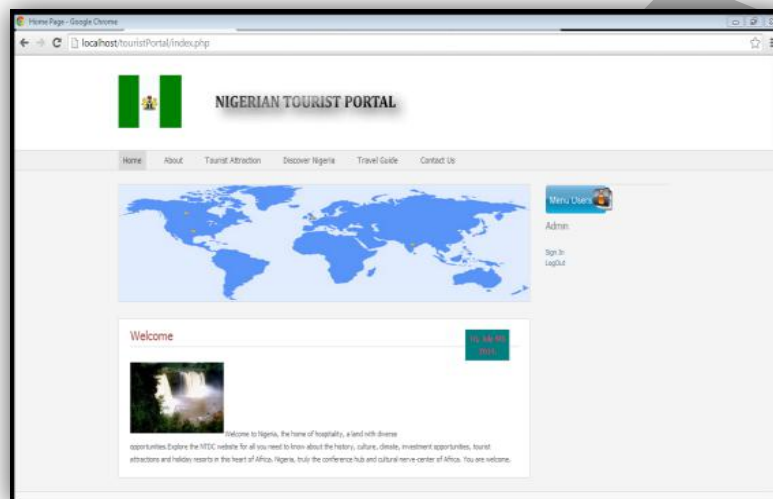 Home Page - Google Chrome
localhost/touristPortal/index.php
NIGERIAN TOURIST PORTAL
Home About Tourist Attraction Discover Nigeria Travel Guide Contact Us
Menu Users
Admin
Sign In
LogOut
Welcome
Welcome to Nigeria, the home of hospitality, a land with diverse
opportunities.Explore the NTDC website for all you need to know about the history, culture, climate, investment opportunities, tourist
attractions and holiday resorts in this heart of Africa. Nigeria, truly the conference hub and cultural nerve-center of Africa. You are welcome.